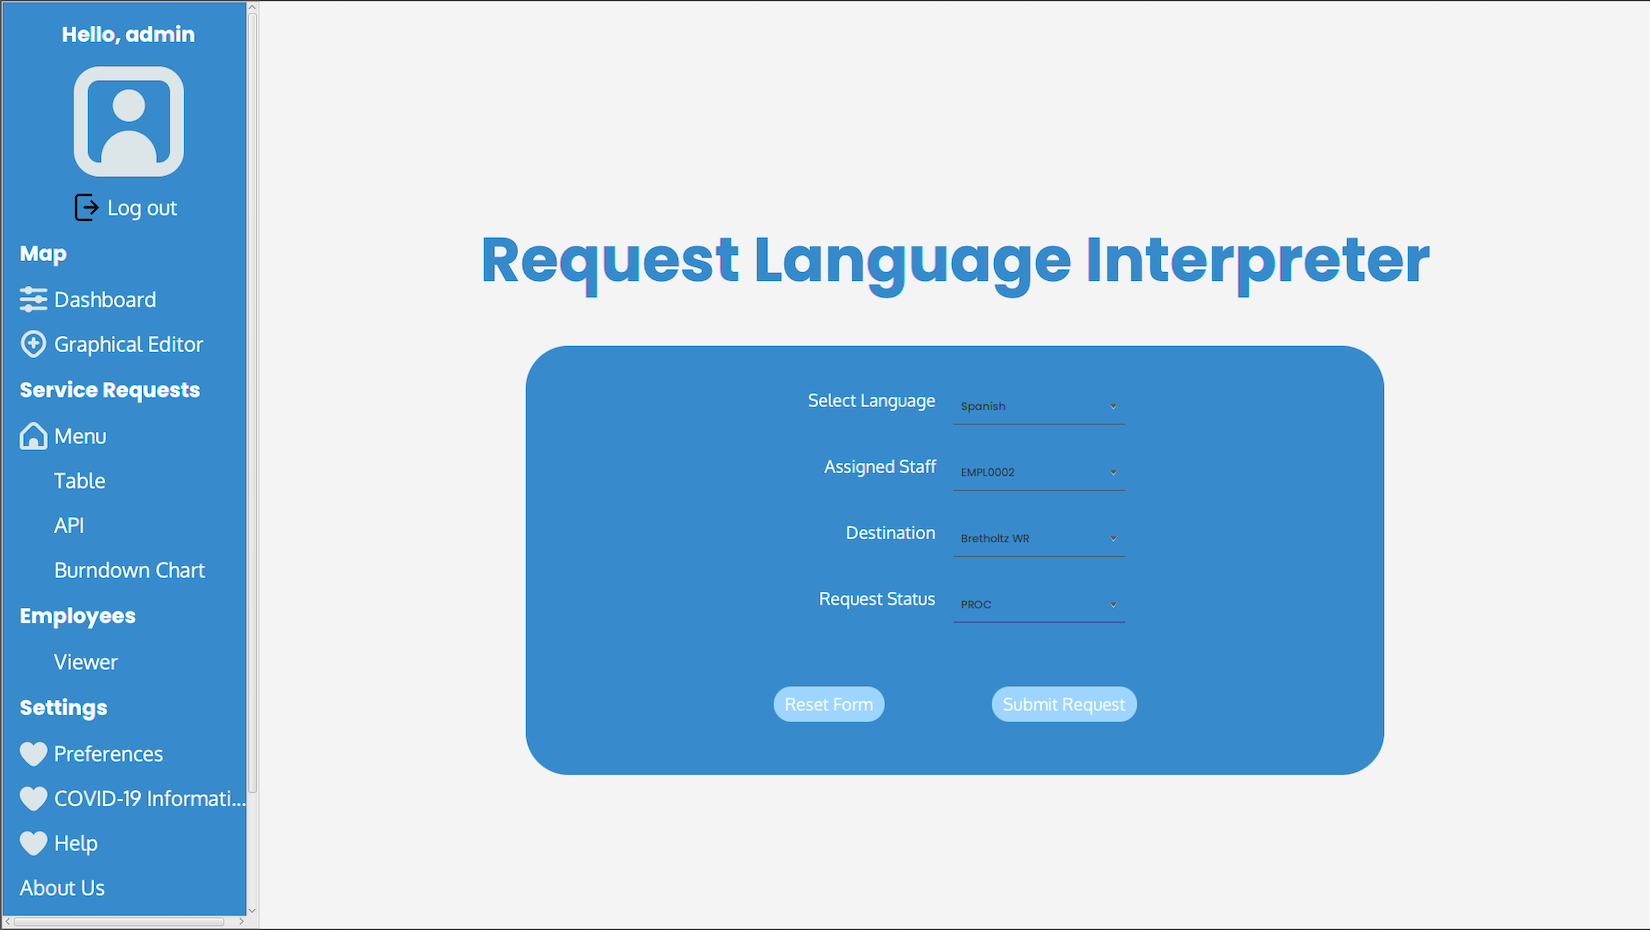 Hello, admin
Log out
Map
Dashboard
Graphical Editor
Service Requests
Menu
Table
API
Burndown Chart
Employees
Viewer
Settings
Preferences
COVID-19 Informati...
Help
About Us
Request Language Interpreter
Select Language Spanish
Assigned Staff EMPL0002
Destination Bretholtz WR
Request Status PROC
Reset Form Submit Request